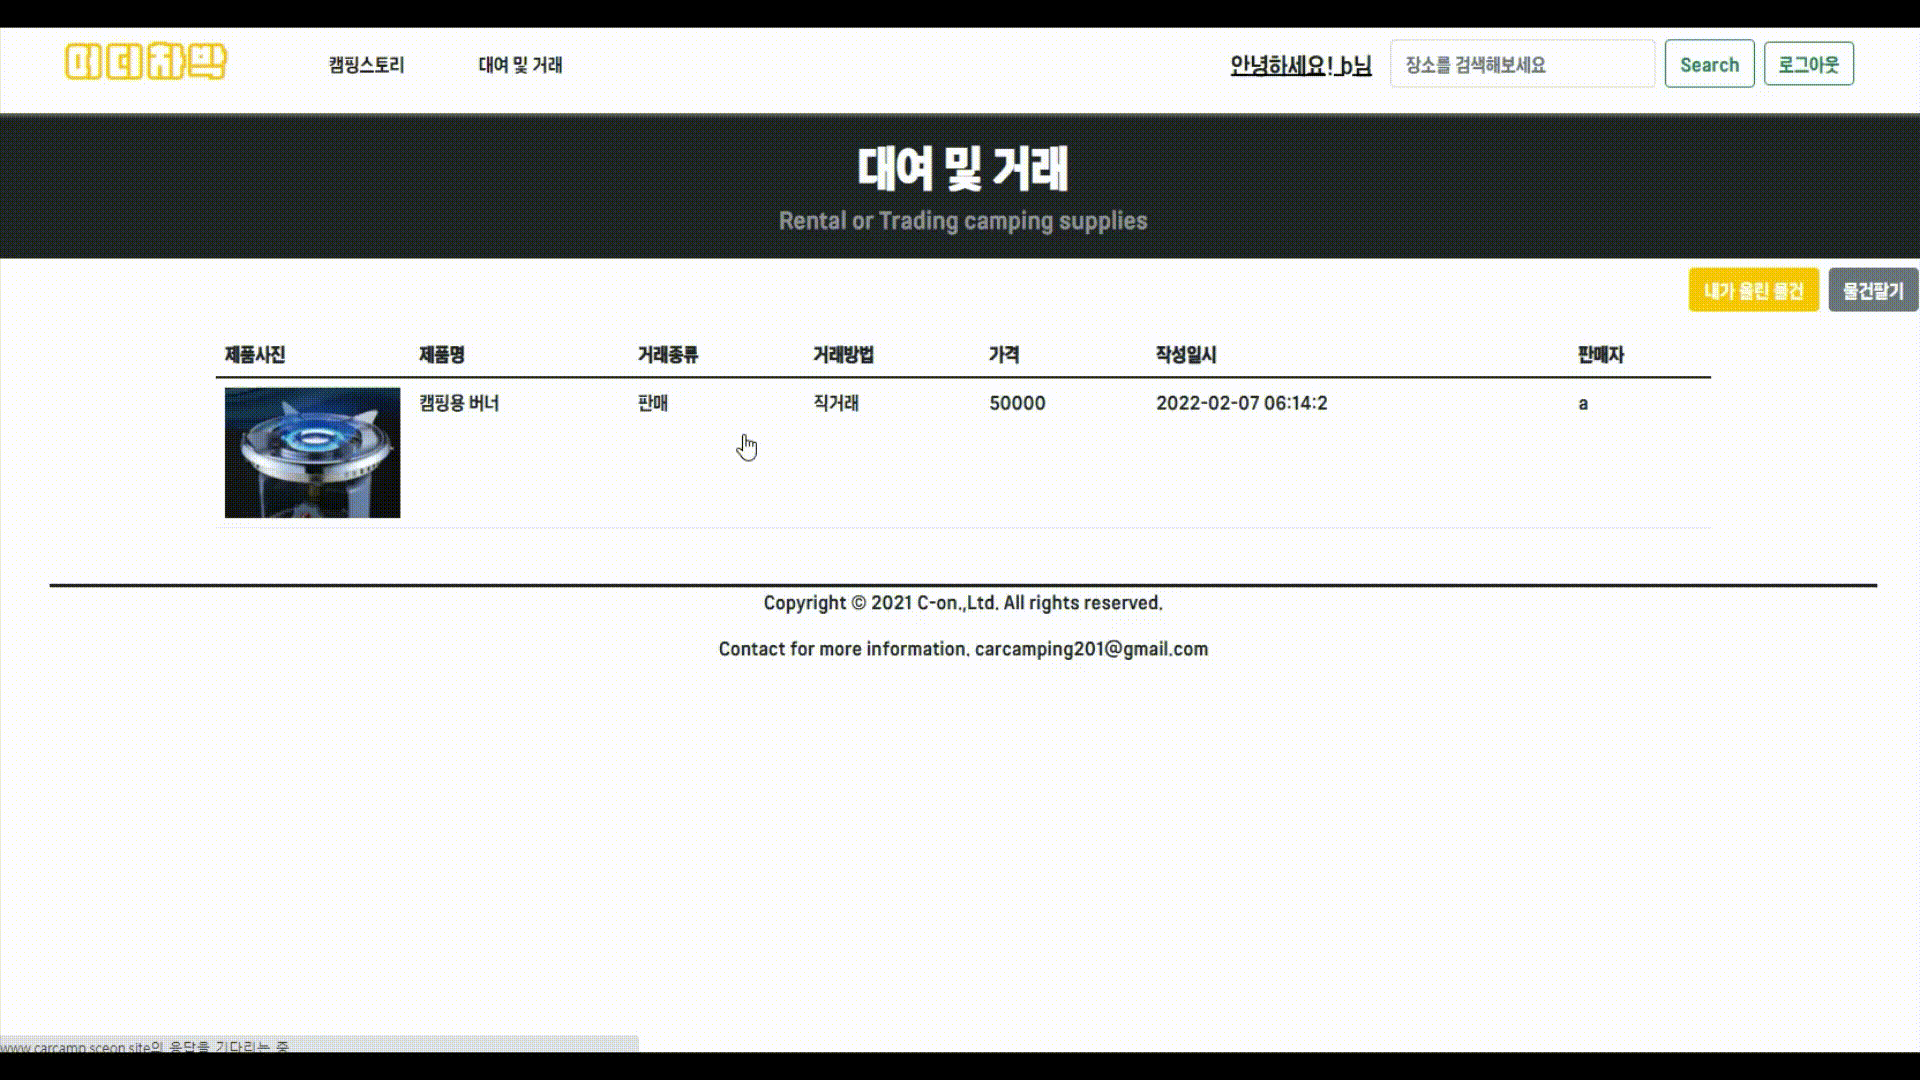 머디차박
캠핑스토리 대여 및 거래 안녕하세요! b님 장소를 검색해보세요 Search 로그아웃
대여 및 거래
Rental or Trading camping supplies
내가 올린 물건 물건팔기
제품사진 제품명 거래종류 거래방법 가격 작성일시 판매자
캠핑용 버너 판매 직거래 50000 2022-02-07 06:14:2 a
Copyright © 2021 C-on.,Ltd. All rights reserved.
Contact for more information. carcamping201@gmail.com
www.carcamp.sceon.site의 응답을 기다리는 중